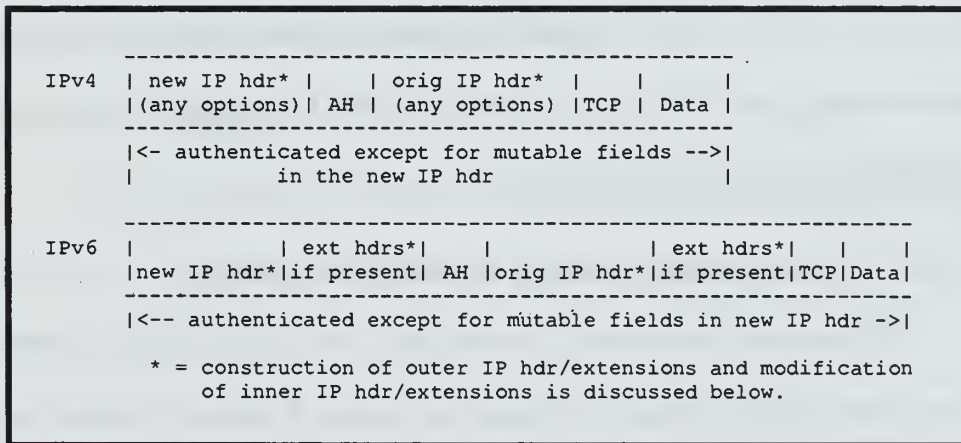 -----------------------------------------------
IPv4 | new IP hdr* | | orig IP hdr* | | |
|(any options)| AH | (any options) |TCP | Data |
-----------------------------------------------
|<- authenticated except for mutable fields -->|
| in the new IP hdr |
-------------------------------------------------------------
IPv6 | | ext hdrs*| | | ext hdrs*| | |
|new IP hdr*|if present| AH |orig IP hdr*|if present|TCP|Data|
-------------------------------------------------------------
|<-- authenticated except for mutable fields in new IP hdr ->|
* = construction of outer IP hdr/extensions and modification
of inner IP hdr/extensions is discussed below.